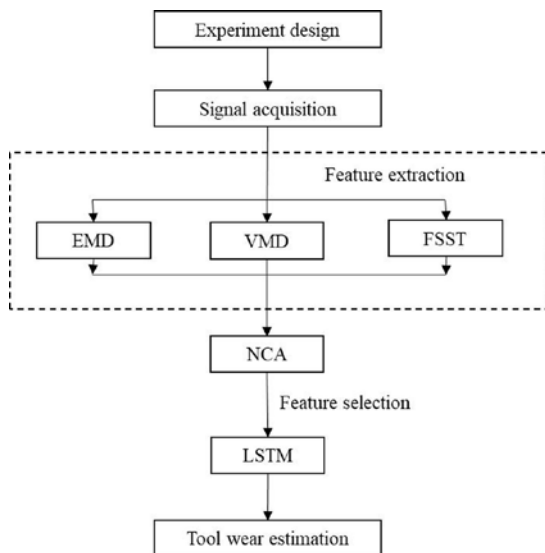 Experiment design
Signal acquisition
Feature extraction
EMD
VMD
FSST
NCA
Feature selection
LSTM
Tool wear estimation